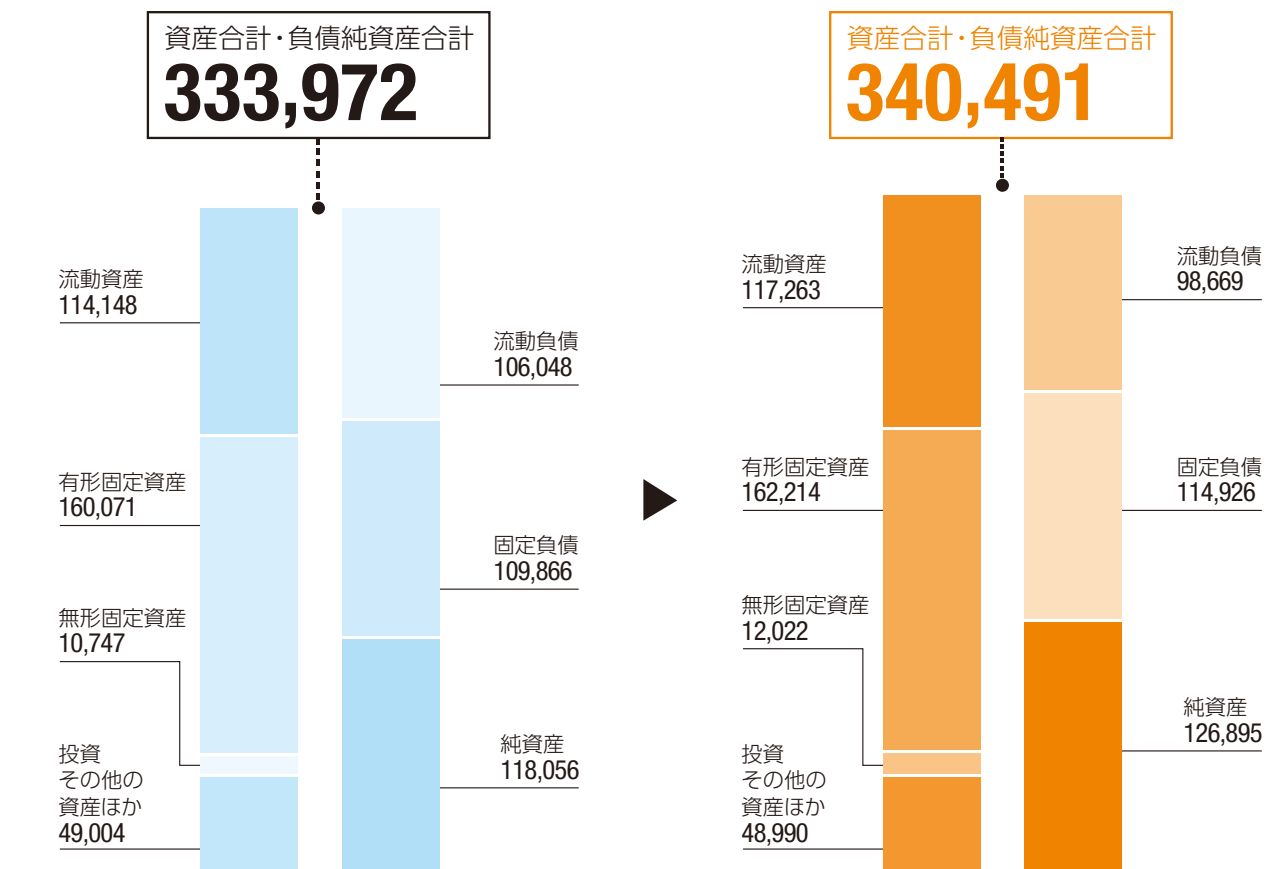 資産合計・負債純資産合計
333,972
流動資産
114,148
有形固定資産
160,071
無形固定資産
10,747
投資
その他の
資産ほか
49,004
流動負債
106,048
固定負債
109,866
純資産
118,056
資産合計・負債純資産合計
340,491
流動資産
117,263
有形固定資産
162,214
無形固定資産
12,022
投資
その他の
資産ほか
48,990
流動負債
98,669
固定負債
114,926
純資産
126,895